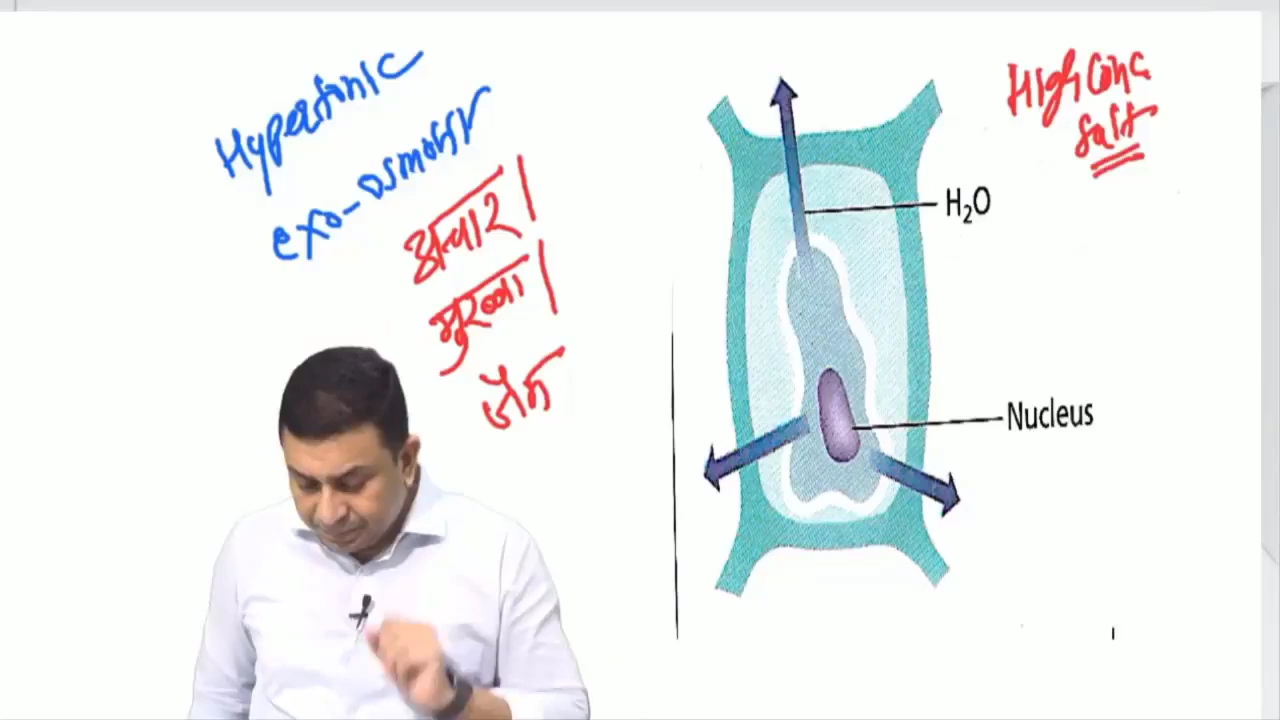 Hypertonic
exo-osmosis
अचार।
मुरब्बा।
जैम
High Conc
Salt
H₂O
Nucleus